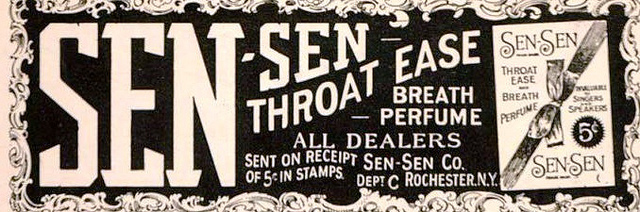 SEN-SEN
THROAT EASE
BREATH
PERFUME
ALL DEALERS
SENT ON RECEIPT SEN-SEN CO.
OF 5¢ IN STAMPS. DEPT C ROCHESTER, N.Y.
SEN-SEN
THROAT
EASE
BREATH
PERFUME
INVALUABLE
TO
SINGERS
&
SPEAKERS
5¢
SEN-SEN